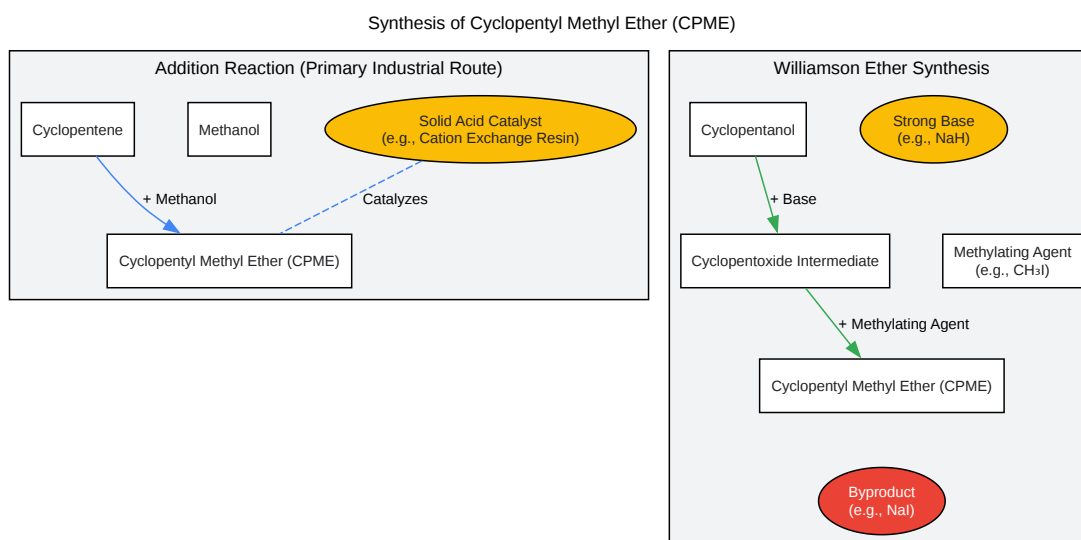 Synthesis of Cyclopentyl Methyl Ether (CPME)
Addition Reaction (Primary Industrial Route)
Cyclopentene
Methanol
Solid Acid Catalyst
(e.g., Cation Exchange Resin)
+ Methanol
Catalyzes
Cyclopentyl Methyl Ether (CPME)
Williamson Ether Synthesis
Cyclopentanol
Strong Base
(e.g., NaH)
+ Base
Cyclopentoxide Intermediate
Methylating Agent
(e.g., CH₃I)
+ Methylating Agent
Cyclopentyl Methyl Ether (CPME)
Byproduct
(e.g., NaI)